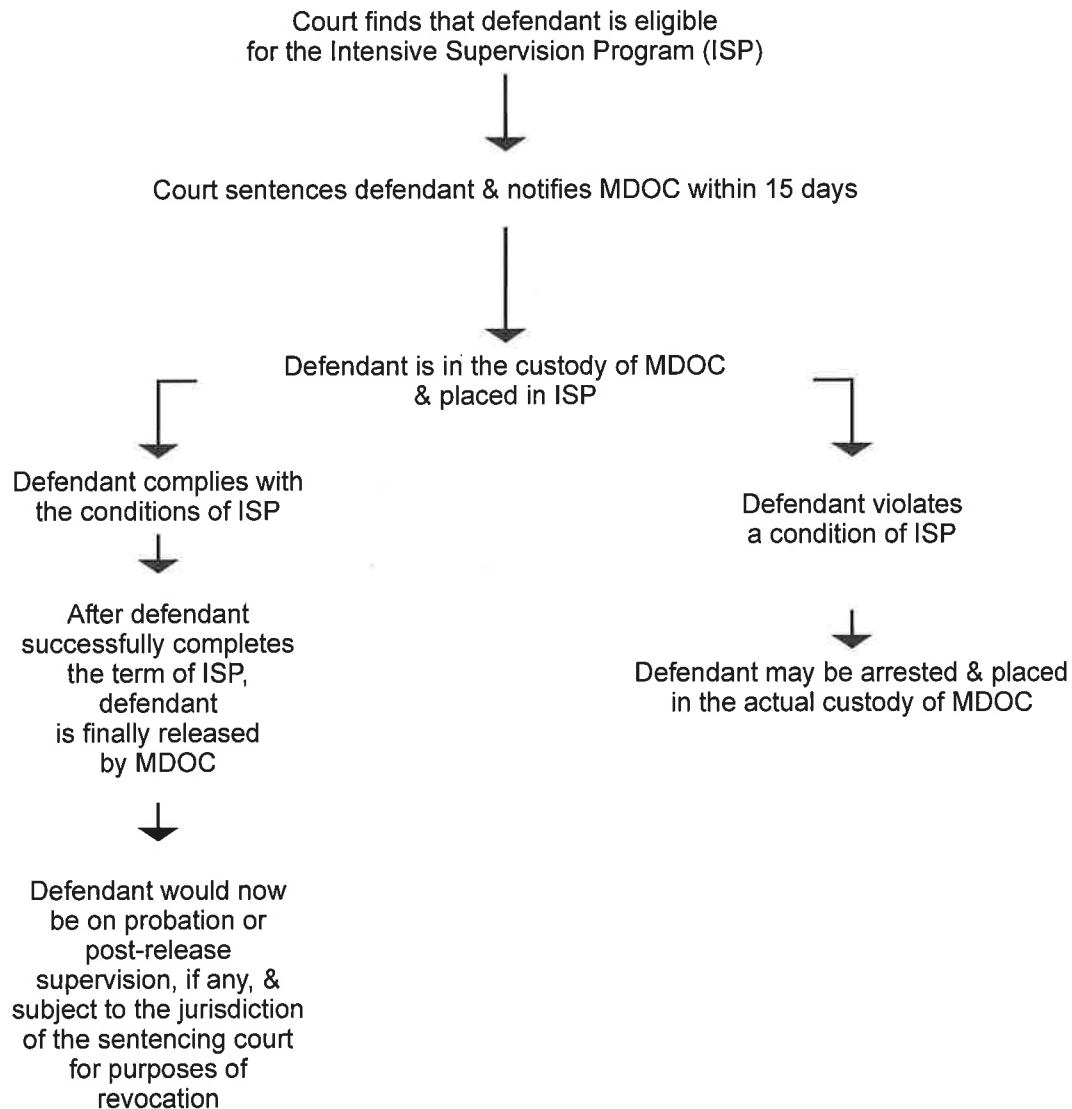 Court finds that defendant is eligible
for the Intensive Supervision Program (ISP)
Court sentences defendant & notifies MDOC within 15 days
Defendant is in the custody of MDOC
& placed in ISP
Defendant complies with
the conditions of ISP
After defendant
successfully completes
the term of ISP,
defendant
is finally released
by MDOC
Defendant would now
be on probation or
post-release
supervision, if any, &
subject to the jurisdiction
of the sentencing court
for purposes of
revocation
Defendant violates
a condition of ISP
Defendant may be arrested & placed
in the actual custody of MDOC